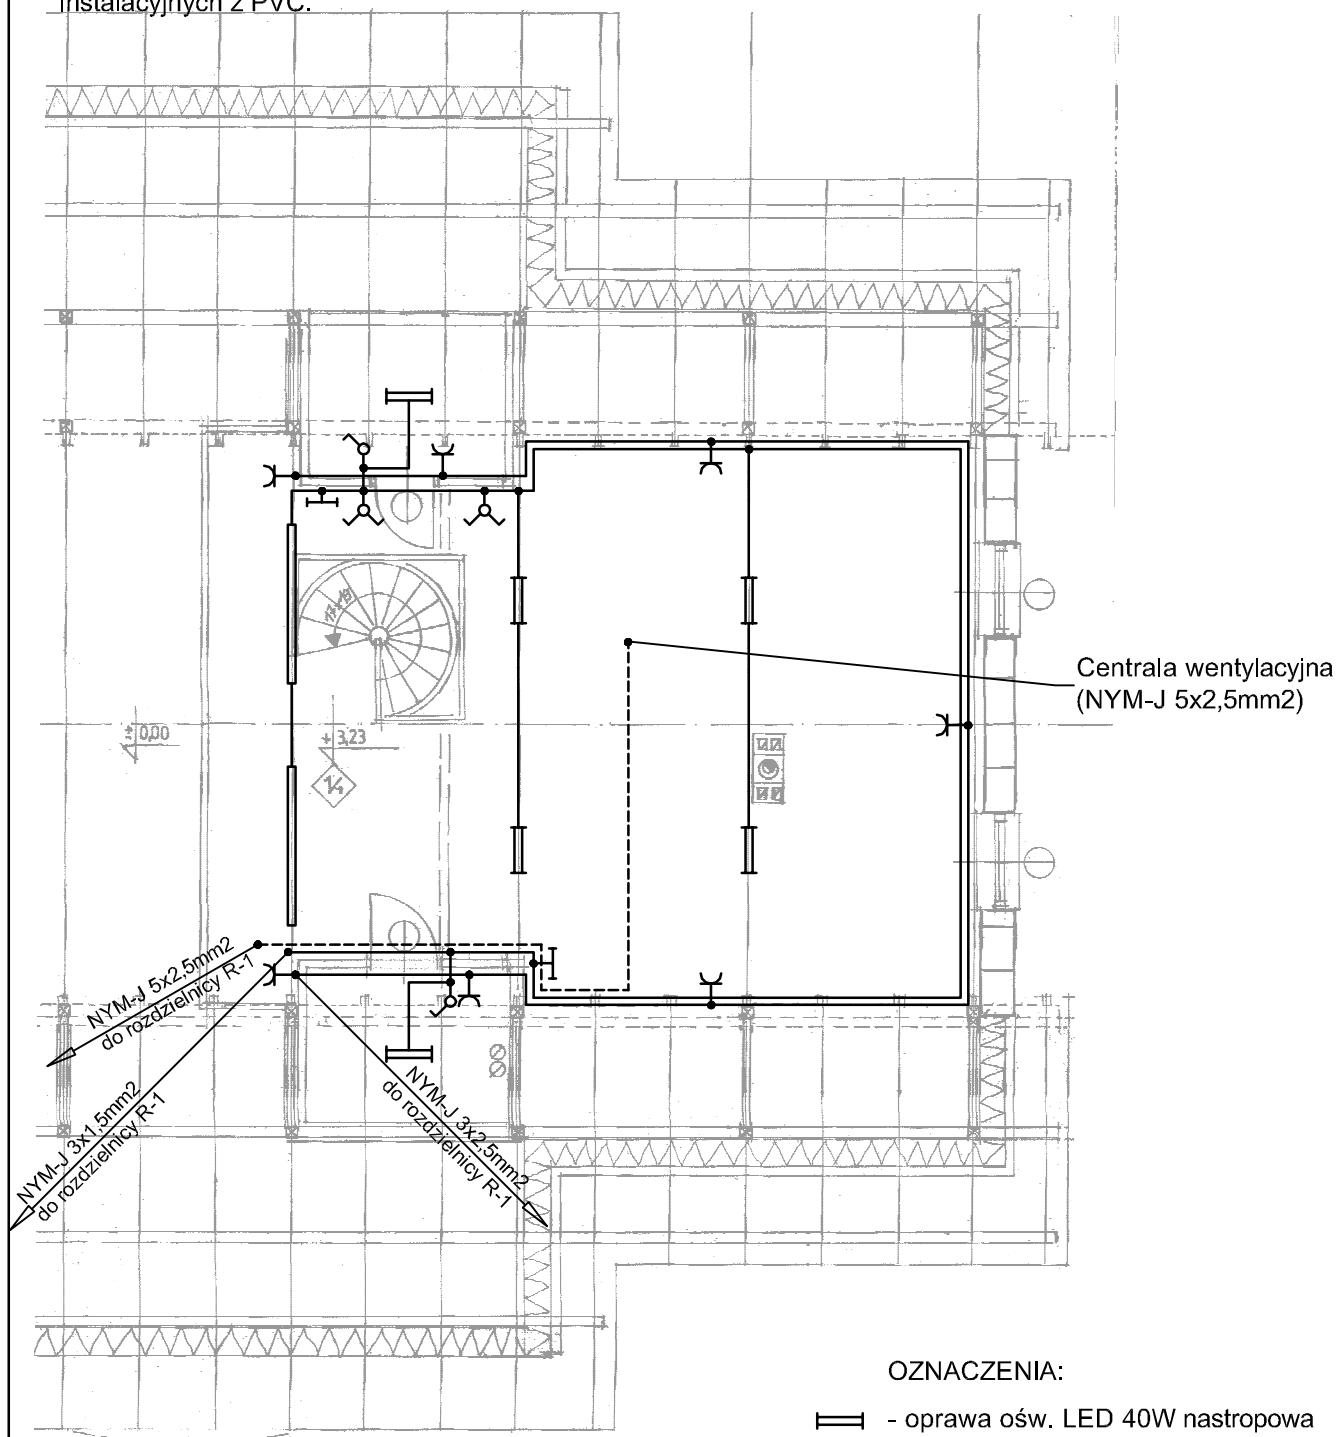 instalacyjnych z PVC.
17x19
Centrala wentylacyjna
(NYM-J 5x2,5mm2)
± 0,00
+ 3,23
NYM-J 5x2,5mm2
do rozdzielnicy R-1
NYM-J 3x1,5mm2
do rozdzielnicy R-1
NYM-J 3x2,5mm2
do rozdzielnicy R-1
OZNACZENIA:
- oprawa ośw. LED 40W nastropowa